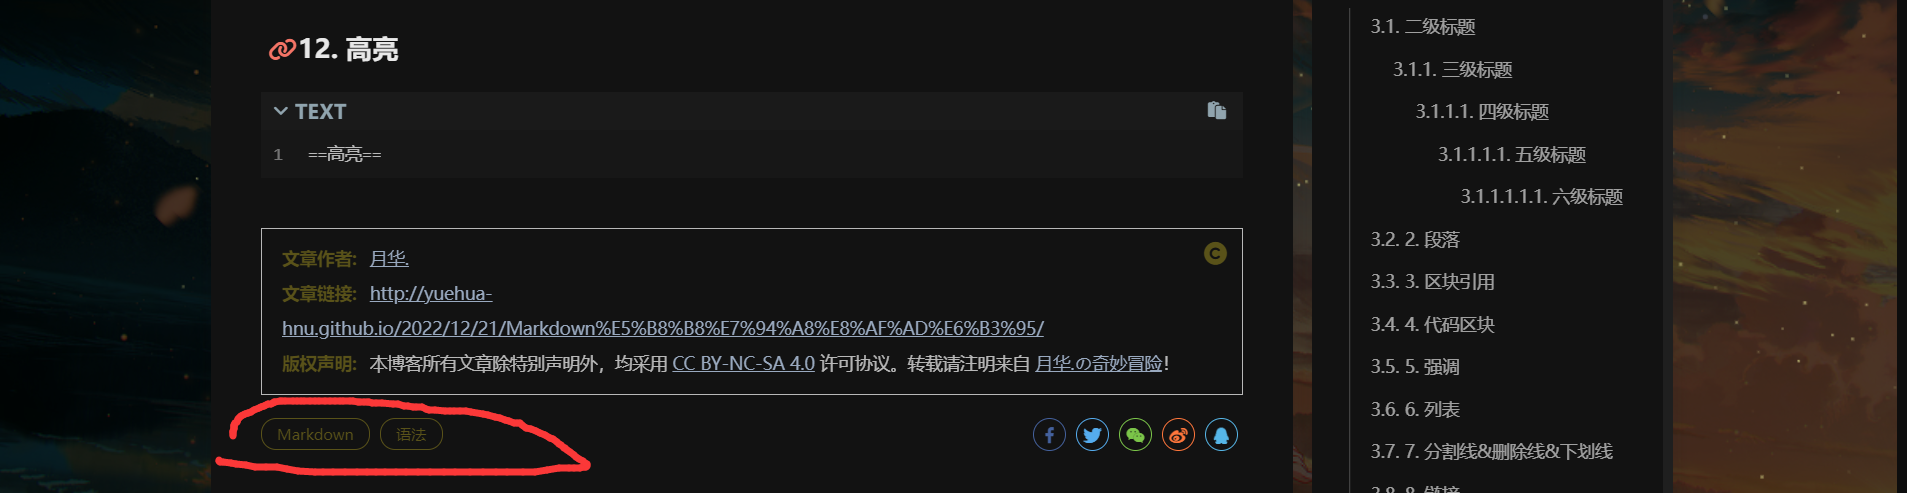 12. 高亮
TEXT
1 ==高亮==
文章作者: 月华.
文章链接: http://yuehua-
hnu.github.io/2022/12/21/Markdown%E5%B8%B8%E7%94%A8%E8%AF%AD%E6%B3%95/
版权声明: 本博客所有文章除特别声明外，均采用 CC BY-NC-SA 4.0 许可协议。转载请注明来自 月华.の奇妙冒险！
Markdown 语法
3.1. 二级标题
3.1.1. 三级标题
3.1.1.1. 四级标题
3.1.1.1.1. 五级标题
3.1.1.1.1.1. 六级标题
3.2. 2. 段落
3.3. 3. 区块引用
3.4. 4. 代码区块
3.5. 5. 强调
3.6. 6. 列表
3.7. 7. 分割线&删除线&下划线
3.8. 8. 链接